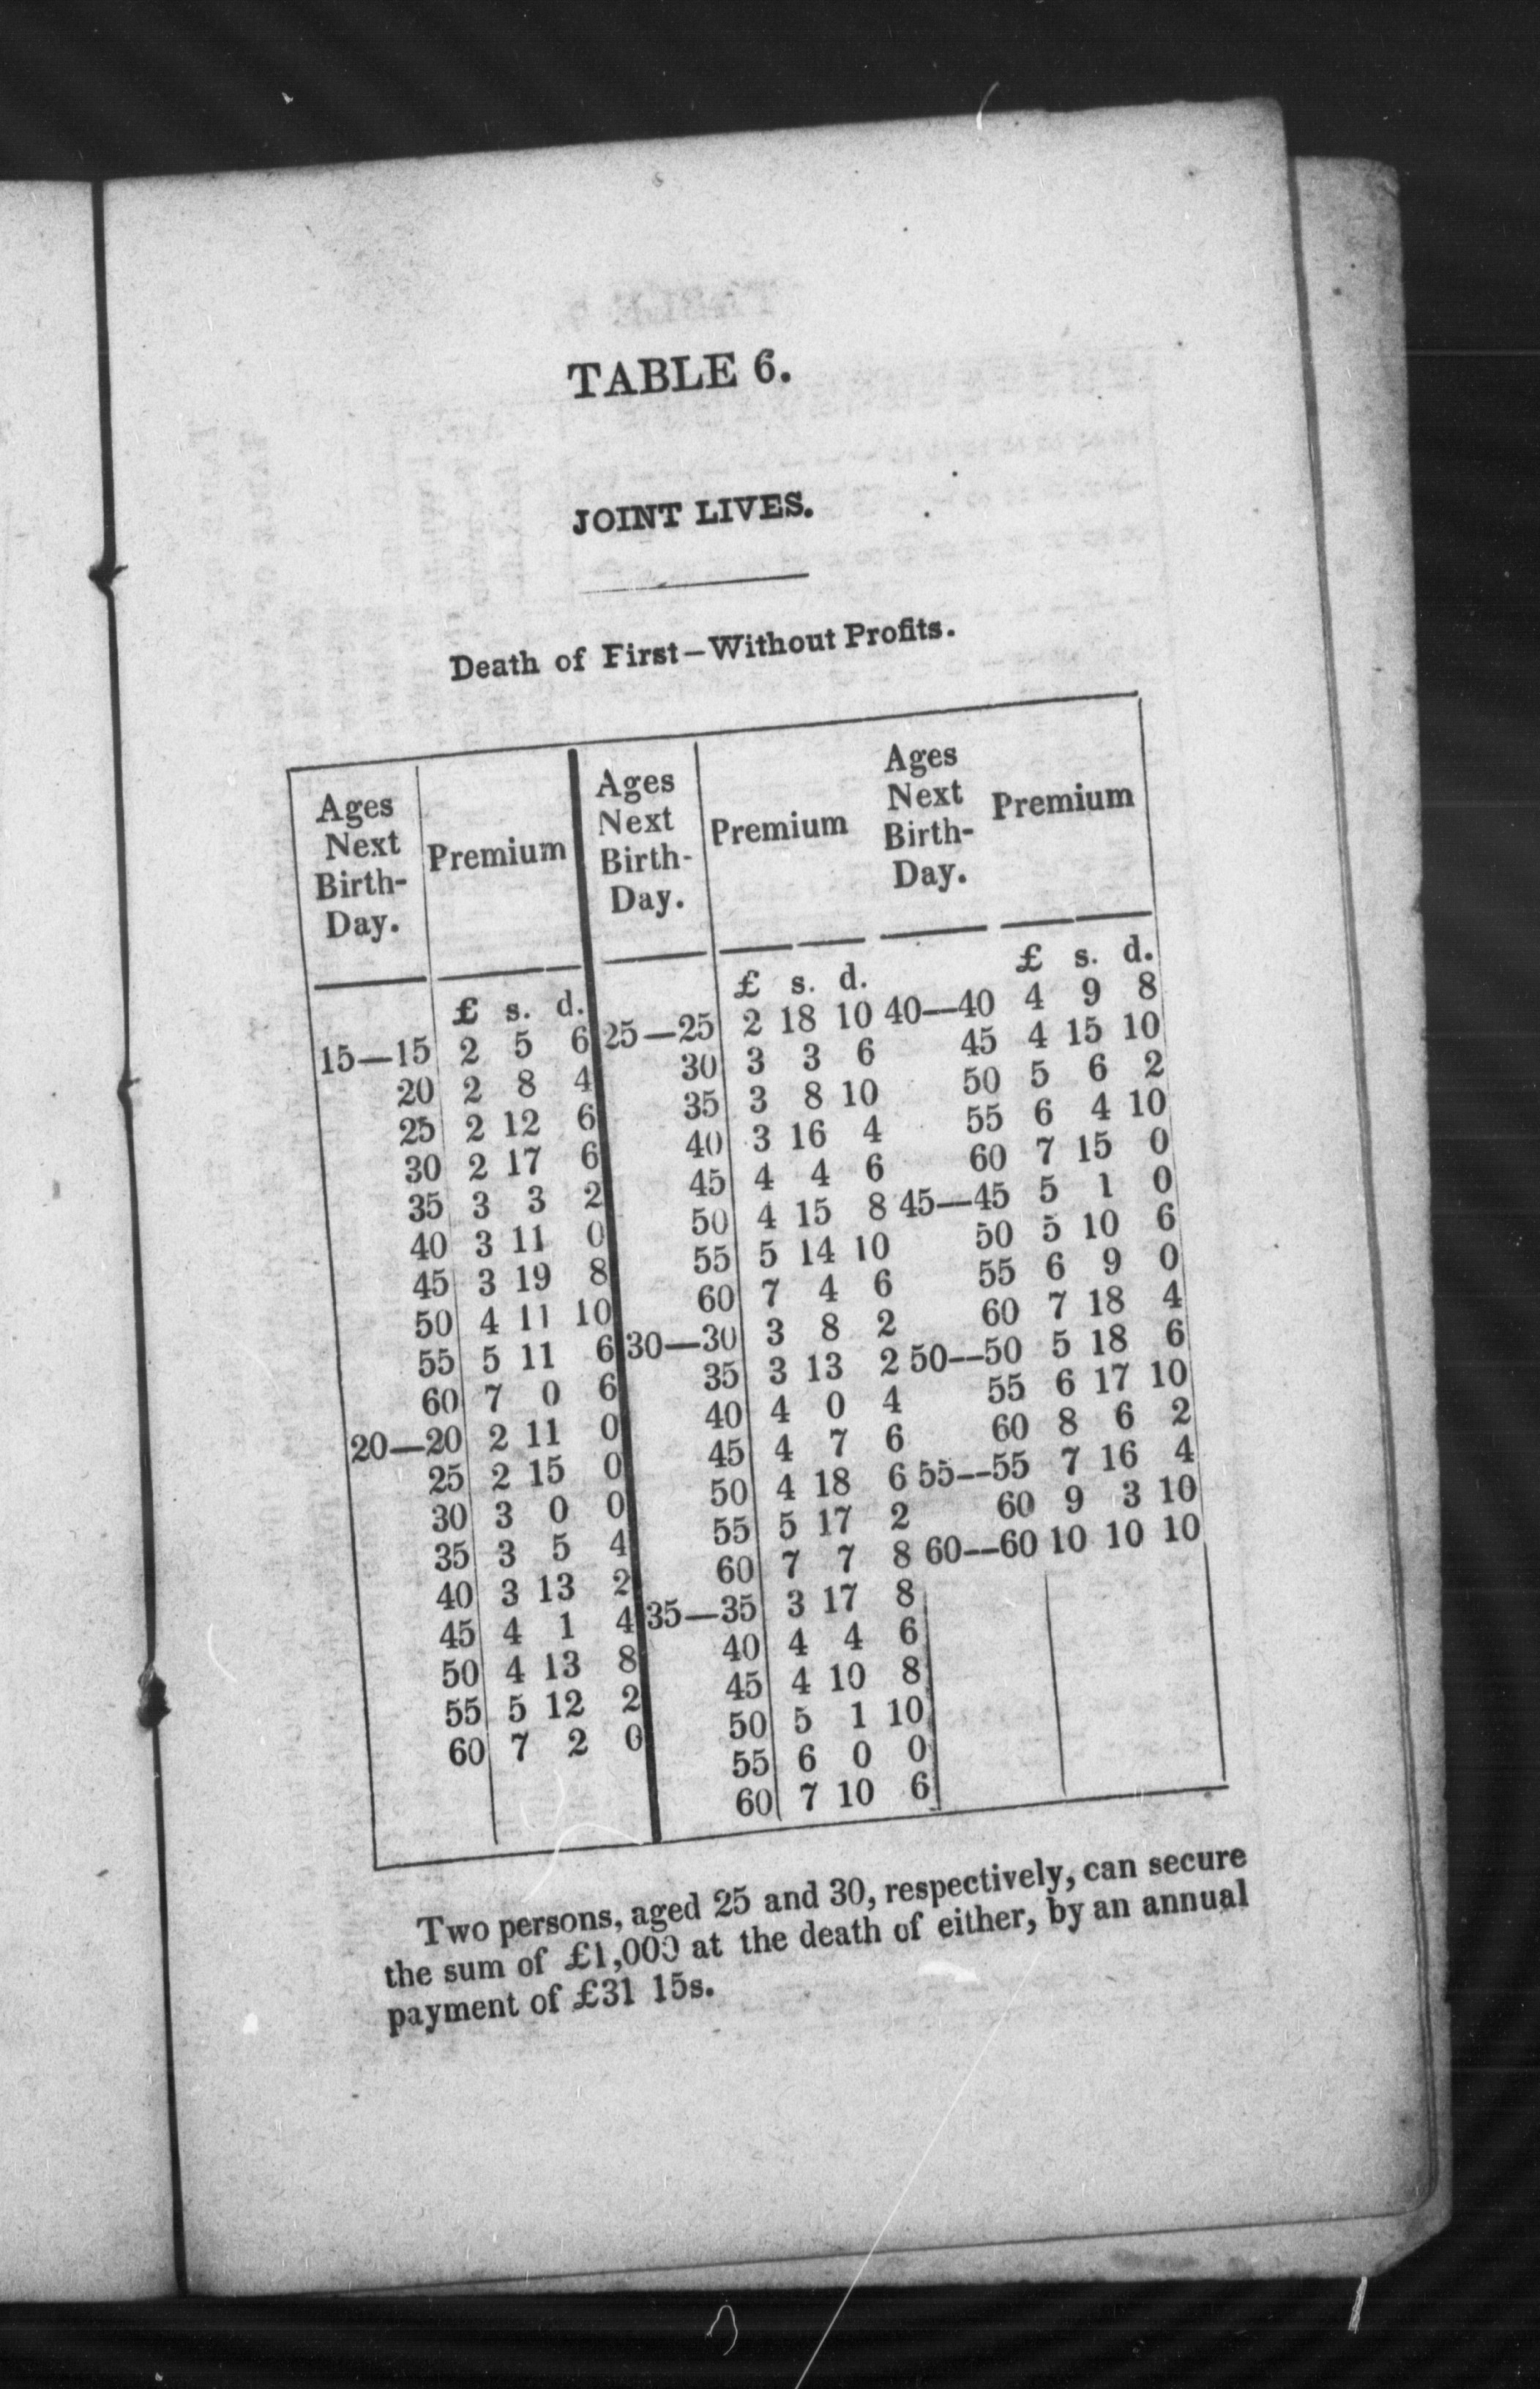 TABLE 6.
JOINT LIVES.
Death of First—Without Profits.
Ages Next Birth-Day. Premium Ages Next Birth-Day. Premium Ages Next Birth-Day. Premium
£ s. d. £ s. d. £ s. d.
15—15 2 5 6 25—25 2 18 10 40—40 4 9 8
20 2 8 4 30 3 3 6 45 4 15 10
25 2 12 6 35 3 8 10 50 5 6 2
30 2 17 6 40 3 16 4 55 6 4 10
35 3 3 2 45 4 4 6 60 7 15 0
40 3 11 0 50 4 15 8 45—45 5 1 0
45 3 19 8 55 5 14 10 50 5 10 6
50 4 11 10 60 7 4 6 55 6 9 0
55 5 11 6 30—30 3 8 2 60 7 18 4
60 7 0 6 35 3 13 2 50--50 5 18 6
20—20 2 11 0 40 4 0 4 55 6 17 10
25 2 15 0 45 4 7 6 60 8 6 2
30 3 0 0 50 4 18 6 55--55 7 16 4
35 3 5 4 55 5 17 2 60 9 3 10
40 3 13 2 60 7 7 8 60--60 10 10 10
45 4 1 4 35—35 3 17 8
50 4 13 8 40 4 4 6
55 5 12 2 45 4 10 8
60 7 2 0 50 5 1 10
55 6 0 0
60 7 10 6
Two persons, aged 25 and 30, respectively, can secure
the sum of £1,000 at the death of either, by an annual
payment of £31 15s.